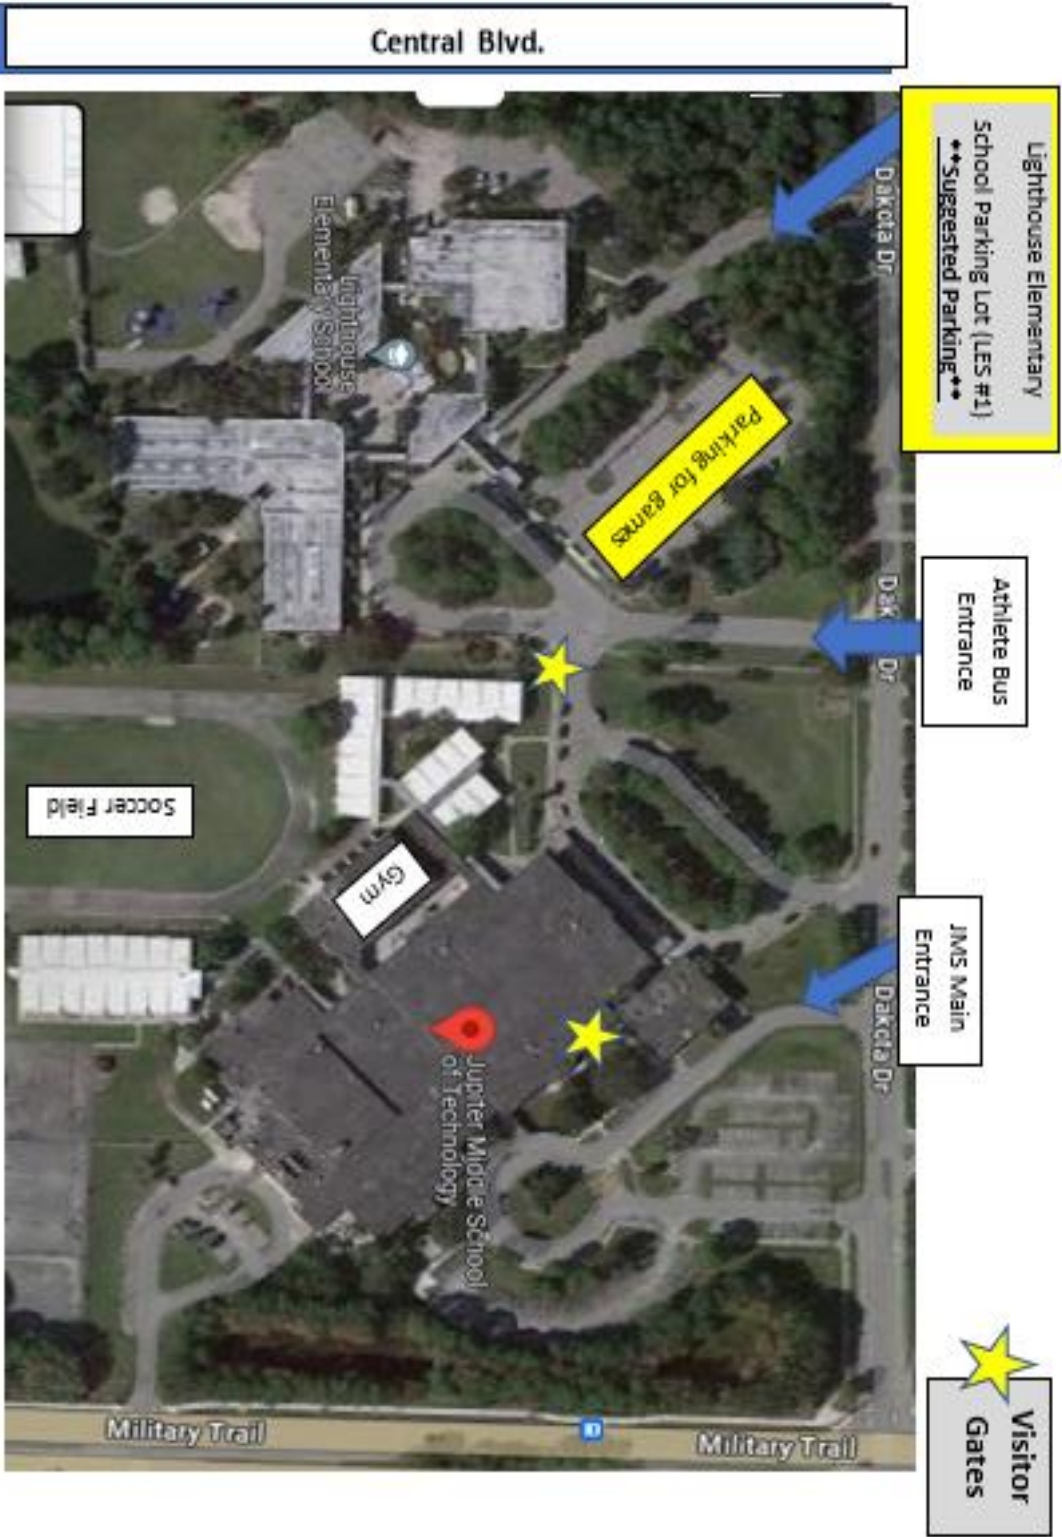 Central Blvd.
Lighthouse Elementary
School Parking Lot (LES #1)
**Suggested Parking**
Dakota Dr
Lighthouse
Elementary School
Parking for games
Athlete Bus
Entrance
Dak
Dr
Soccer Field
Gym
JMS Main
Entrance
Dakota Dr
Jupiter Middle School
of Technology
Military Trail
Military Trail
Visitor
Gates